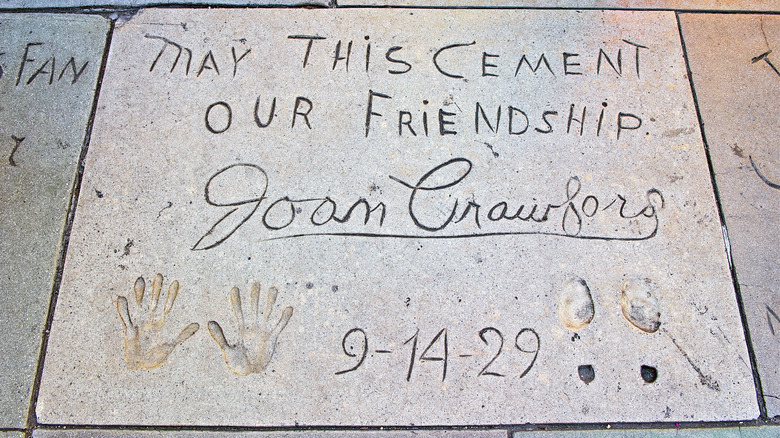 MAY THIS CEMENT
OUR FRIENDSHIP.
Joan Crawford
9-14-29
FAN